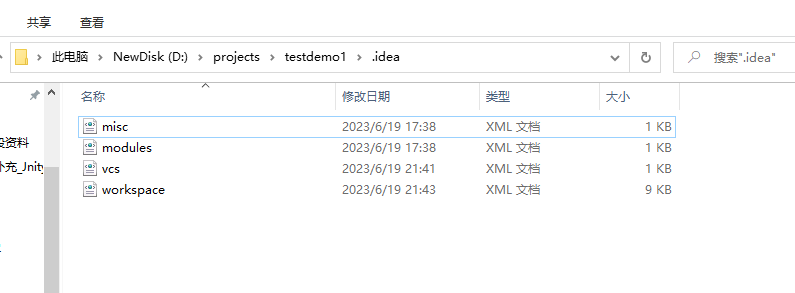 共享 查看
此电脑 NewDisk (D:) projects testdemo1 .idea 搜索".idea"
名称 修改日期 类型 大小
misc 2023/6/19 17:38 XML 文档 1 KB
资料 modules 2023/6/19 17:38 XML 文档 1 KB
充_Jnity vcs 2023/6/19 21:41 XML 文档 1 KB
workspace 2023/6/19 21:43 XML 文档 9 KB